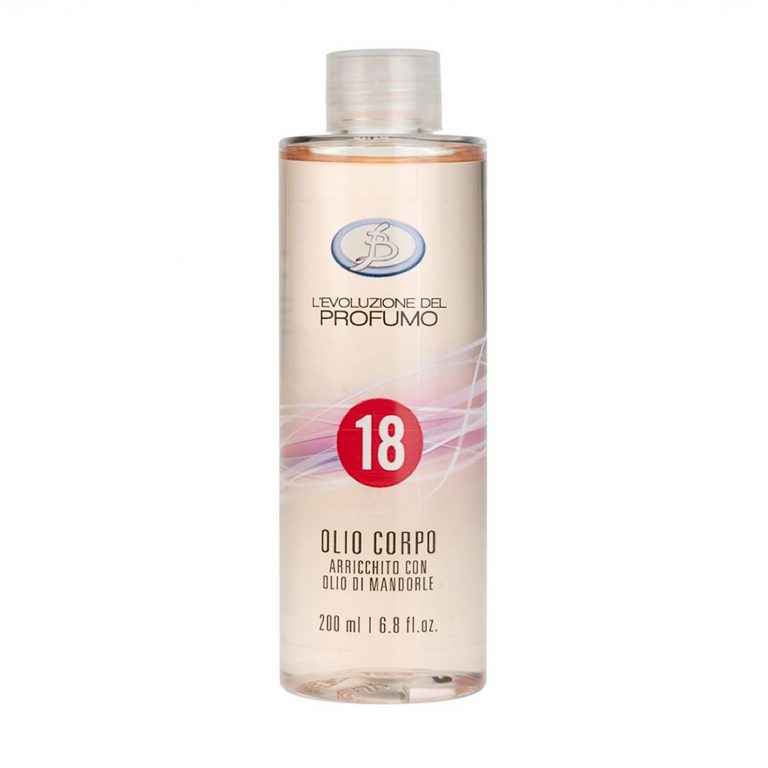 L'EVOLUZIONE DEL
PROFUMO
18
OLIO CORPO
ARRICCHITO CON
OLIO DI MANDORLE
200 ml | 6.8 fl.oz.